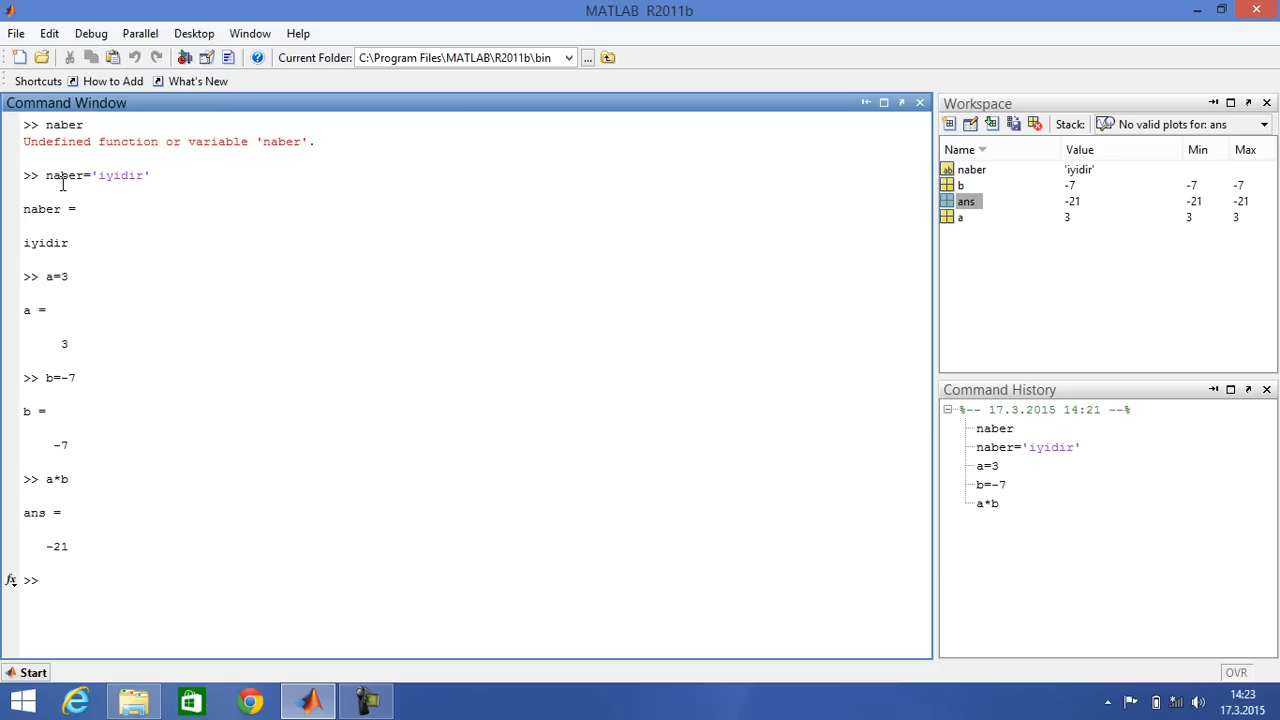 MATLAB R2011b
File Edit Debug Parallel Desktop Window Help
Current Folder: C:\Program Files\MATLAB\R2011b\bin ...
Shortcuts How to Add What's New
Command Window
>> naber
Undefined function or variable 'naber'.
>> naber='iyidir'
naber =
iyidir
>> a=3
a =
3
>> b=-7
b =
-7
>> a*b
ans =
-21
fx >>
Workspace
Stack: No valid plots for: ans
Name Value Min Max
naber 'iyidir'
b -7 -7 -7
ans -21 -21 -21
a 3 3 3
Command History
%-- 17.3.2015 14:21 --%
naber
naber='iyidir'
a=3
b=-7
a*b
Start
OVR
14:23
17.3.2015